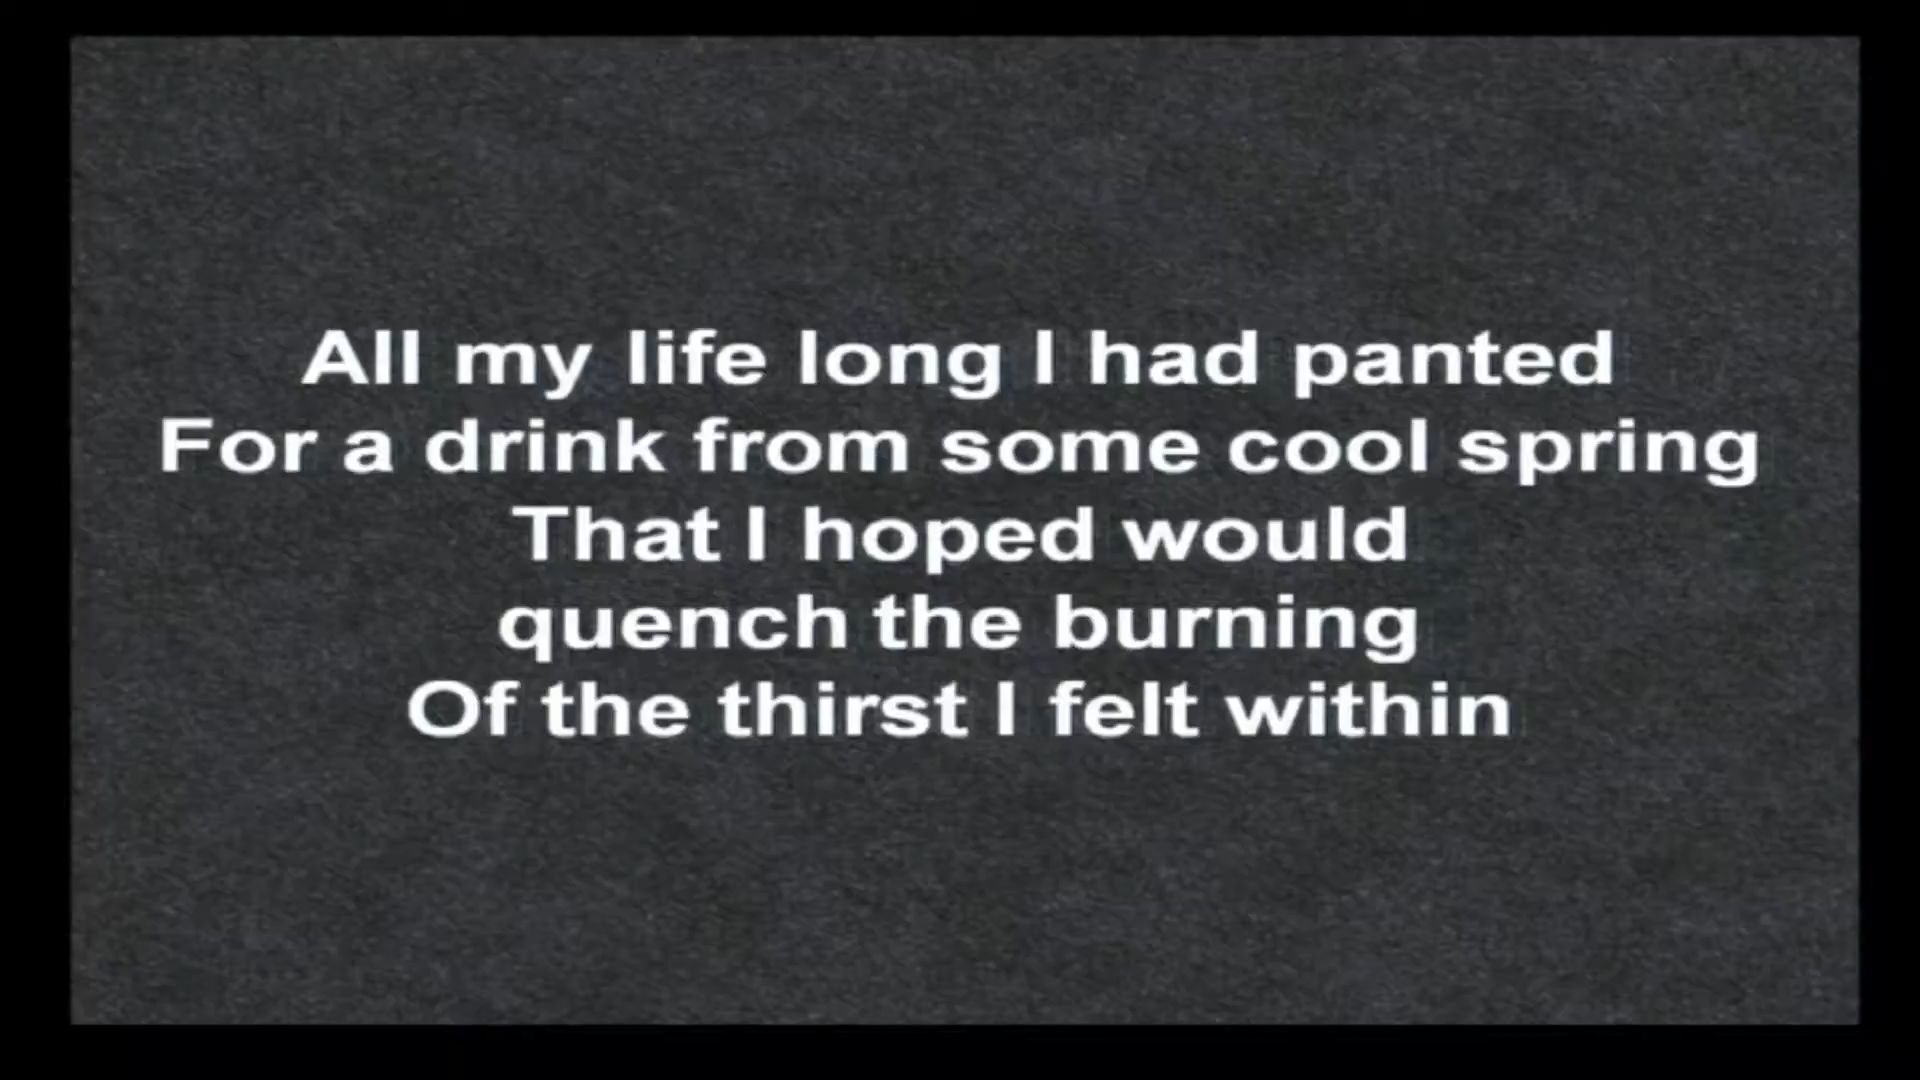 All my life long I had panted
For a drink from some cool spring
That I hoped would
quench the burning
Of the thirst I felt within